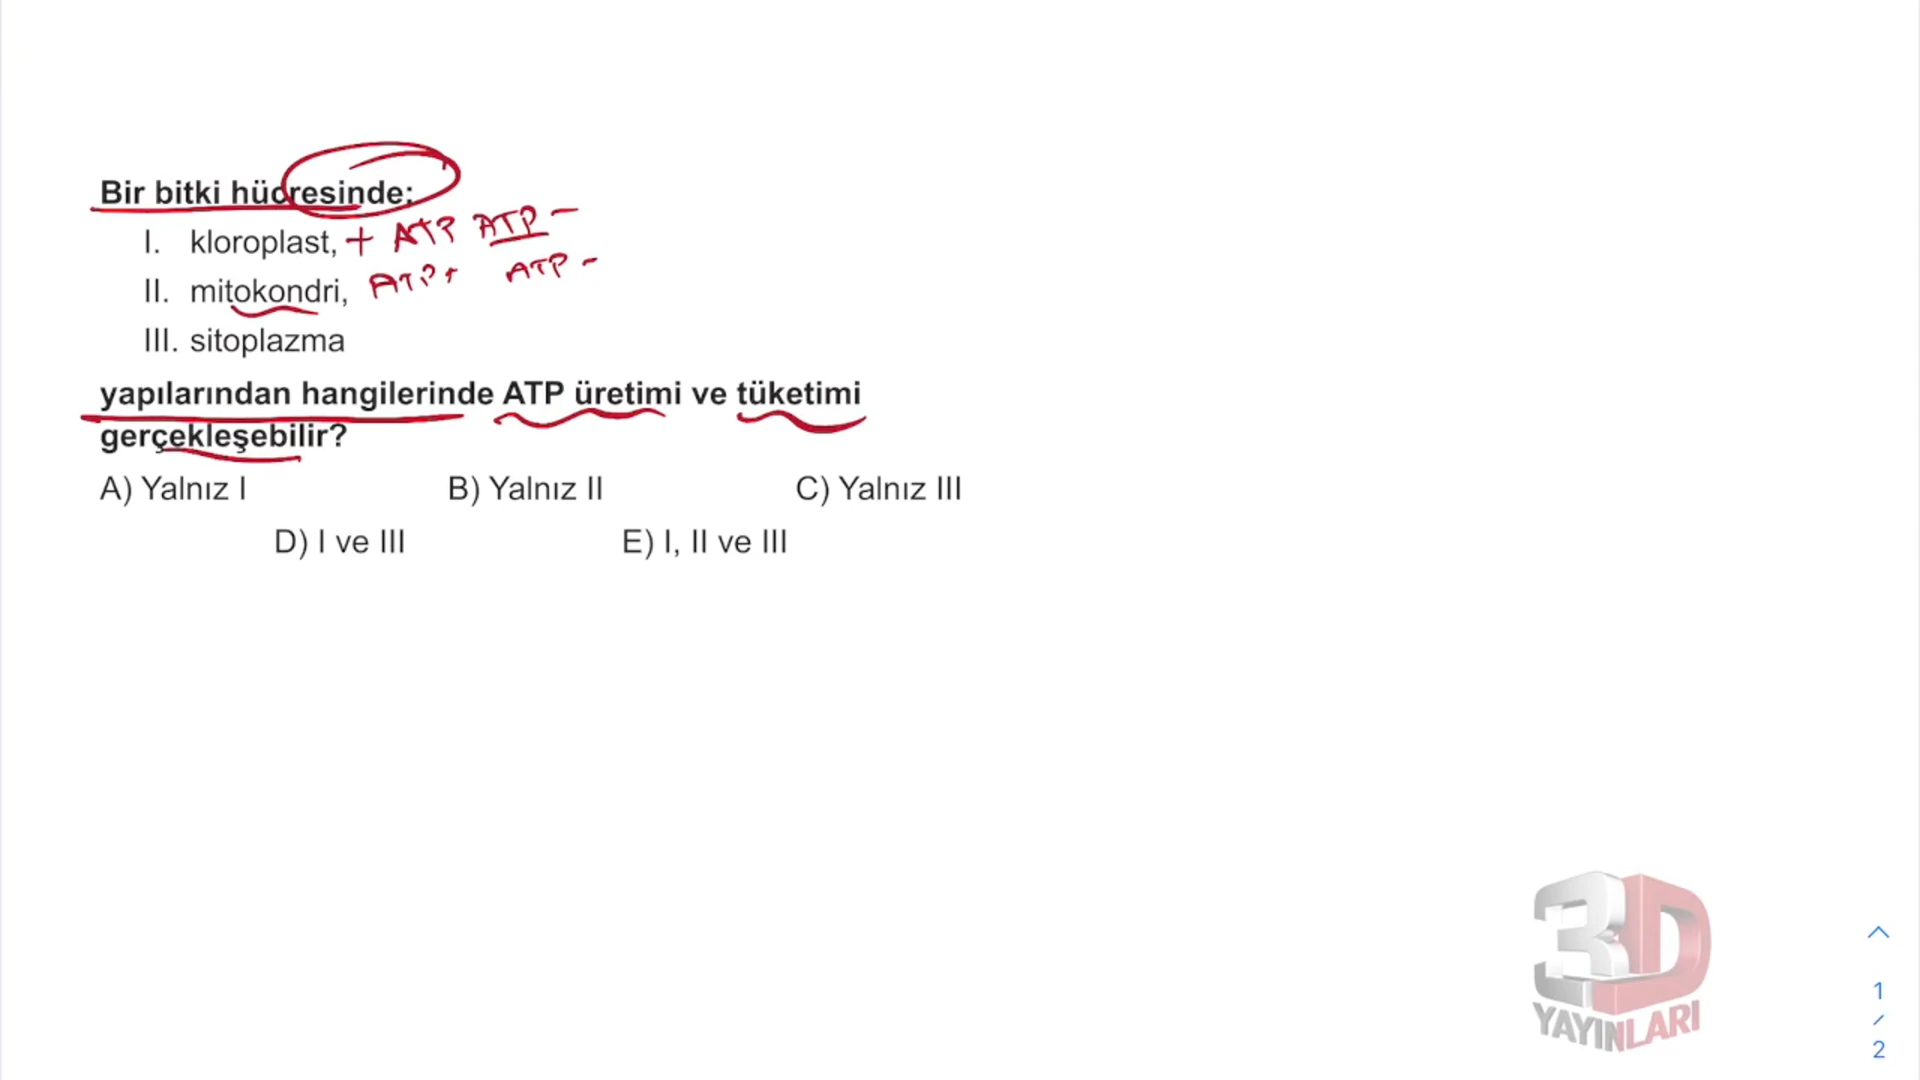 Bir bitki hücresinde;
I. kloroplast, + ATP ATP -
II. mitokondri, ATP+ ATP -
III. sitoplazma
yapılarından hangilerinde ATP üretimi ve tüketimi
gerçekleşebilir?
A) Yalnız I B) Yalnız II C) Yalnız III
D) I ve III E) I, II ve III
3D
YAYINLARI
1
/
2